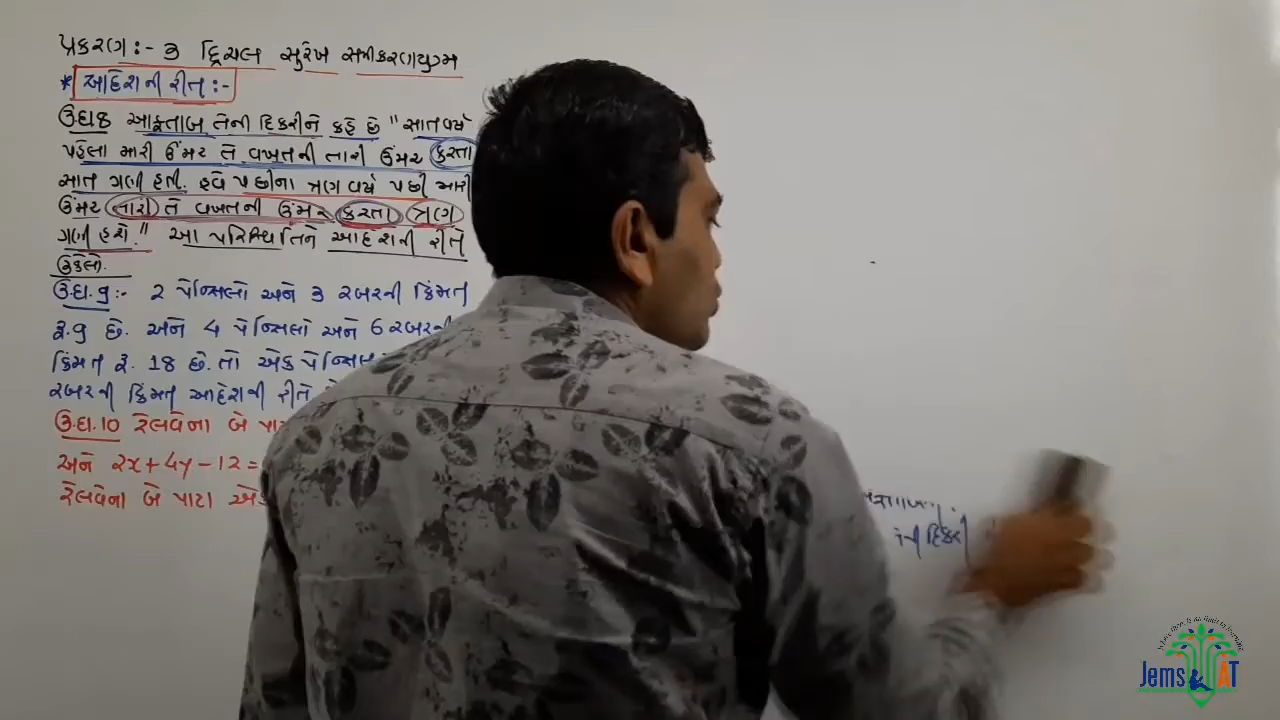 પ્રકરણ :- 3 દ્વિચલ સુરેખ સમીકરણયુગ્મ
* આદેશની રીત :-
ઉદા8 આફતાબ તેની દિકરીને કહે છે "સાત વર્ષ
પહેલા મારી ઉંમર તે વખતની તારી ઉંમર કરતા
સાત ગણી હતી. હવે પછીના ત્રણ વર્ષ પછી મારી
ઉંમર તારી તે વખતની ઉંમર કરતા ત્રણ
ગણી હશે." આ પરિસ્થિતિને આદેશની રીતે
ઉકેલો.
ઉદા.9 :- 2 પેન્સિલો અને 3 રબરની કિંમત
રૂ.9 છે. અને 4 પેન્સિલો અને 6 રબરની
કિંમત રૂ. 18 છે. તો એક પેન્સિલ
રબરની કિંમત આદેશની રીતે
ઉદા.10 રેલવેના બે પાટા
અને 2x+4y-12=
રેલવેના બે પાટા
દિકરી
Jems AT